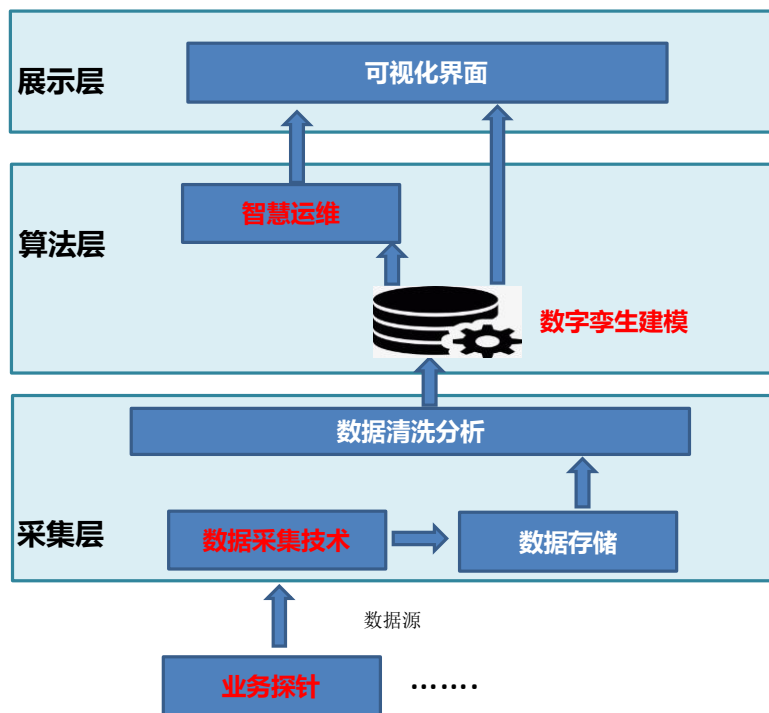 可视化界面
展示层
智慧运维
算法层
数字孪生建模
数据清洗分析
采集层
数据采集技术
数据存储
数据源
业务探针
…….